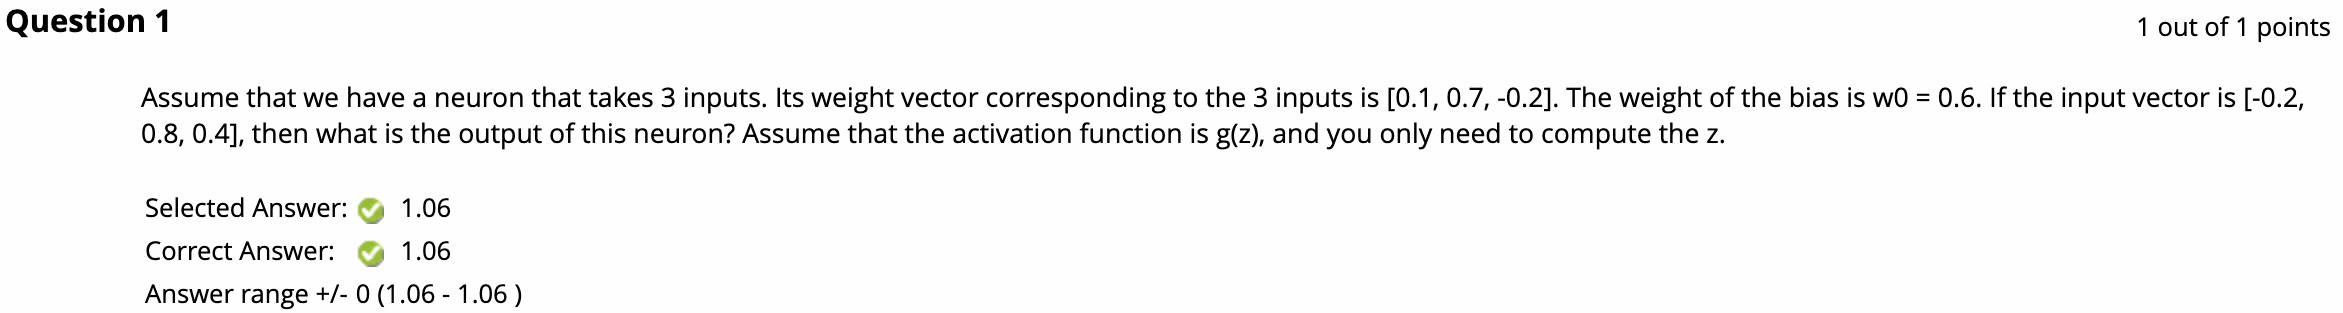 Question 1
1 out of 1 points
Assume that we have a neuron that takes 3 inputs. Its weight vector corresponding to the 3 inputs is [0.1, 0.7, -0.2]. The weight of the bias is w0 = 0.6. If the input vector is [-0.2,
0.8, 0.4], then what is the output of this neuron? Assume that the activation function is g(z), and you only need to compute the z.
Selected Answer: 1.06
Correct Answer: 1.06
Answer range +/- 0 (1.06 - 1.06 )